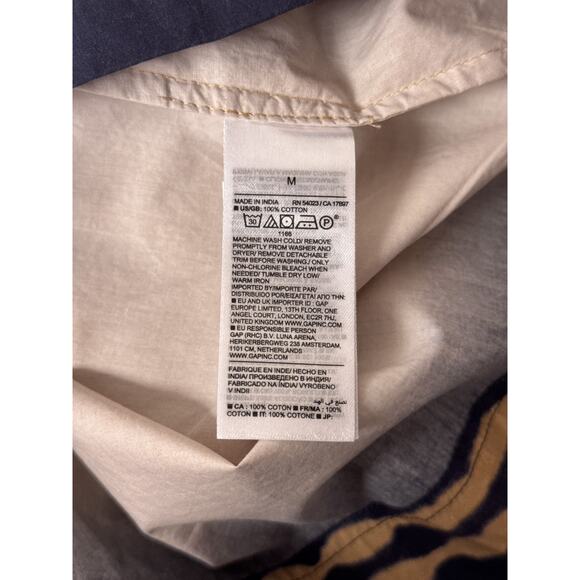 M
MADE IN INDIA RN 54023 / CA 17897
■ US/GB: 100% COTTON
30 P
1166
MACHINE WASH COLD/ REMOVE
PROMPTLY FROM WASHER AND
DRYER/ REMOVE DETACHABLE
TRIM BEFORE WASHING./ ONLY
NON-CHLORINE BLEACH WHEN
NEEDED/ TUMBLE DRY LOW/
WARM IRON
IMPORTED BY/IMPORTE PAR/
DISTRIBUIDO POR/ΕΙΣΑΓΕΤΑΙ ΑΠΟ ΤΗΝ:
■ EU AND UK IMPORTER ID : GAP
EUROPE LIMITED, 13TH FLOOR, ONE
ANGEL COURT, LONDON, EC2R 7HJ,
UNITED KINGDOM WWW.GAPINC.COM
■ EU RESPONSIBLE PERSON
GAP (RHC) B.V. LUNA ARENA,
HERIKERBERGWEG 238 AMSTERDAM,
1101 CM, NETHERLANDS
WWW.GAPINC.COM
FABRIQUE EN INDE/ HECHO EN
INDIA/ ПРОИЗВЕДЕНО В ИНДИЯ/
FABRICADO NA ÍNDIA/ VYROBENO
V INDII
صنع في الهند
■ CA : 100% COTON ■ FR/MA : 100%
COTON ■ IT: 100% COTONE ■ JP: